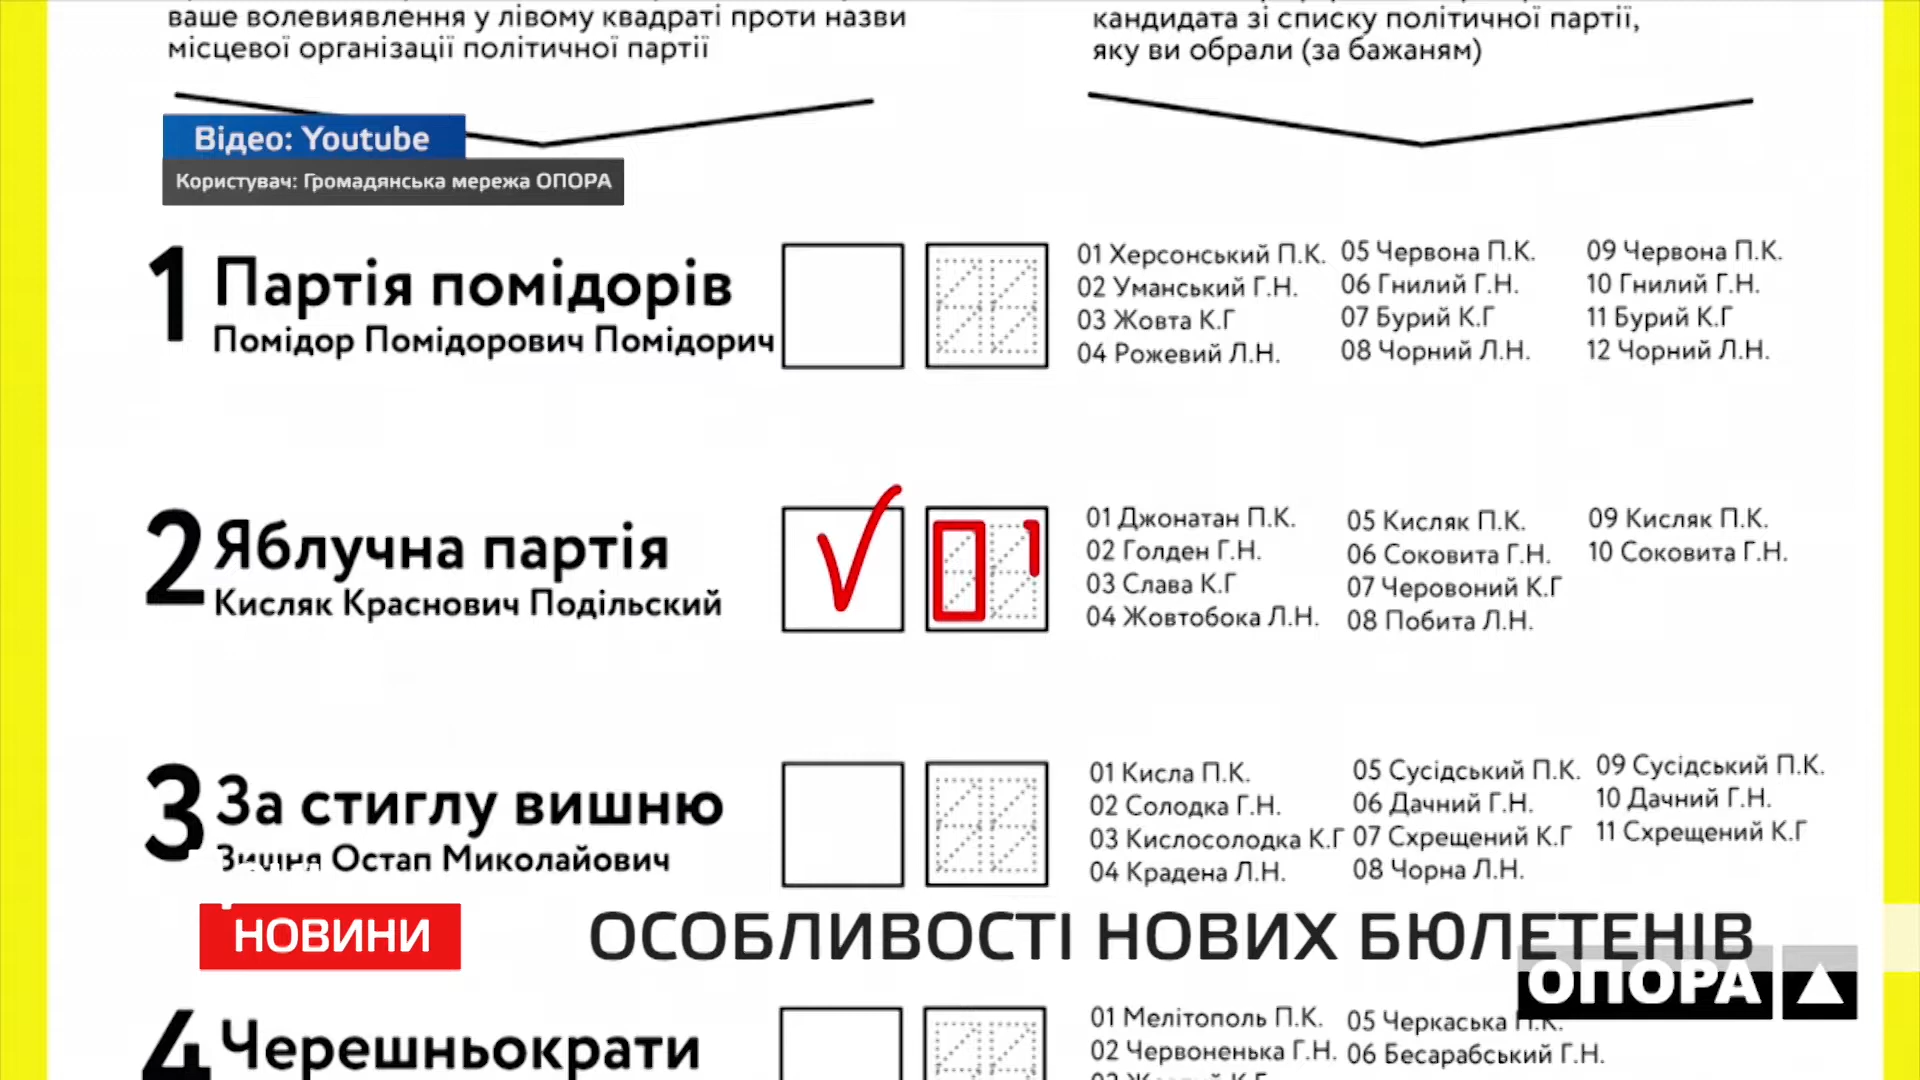 ваше волевиявлення у лівому квадраті проти назви
місцевої організації політичної партії
кандидата зі списку політичної партії,
яку ви обрали (за бажаням)
Відео: Youtube
Користувач: Громадянська мережа ОПОРА
1 Партія помідорів
Помідор Помідорович Помідорич
01 Херсонський П.К.
02 Уманський Г.Н.
03 Жовта К.Г
04 Рожевий Л.Н.
05 Червона П.К.
06 Гнилий Г.Н.
07 Бурий К.Г
08 Чорний Л.Н.
09 Червона П.К.
10 Гнилий Г.Н.
11 Бурий К.Г
12 Чорний Л.Н.
2 Яблучна партія
Кисляк Краснович Подільский
01
01 Джонатан П.К.
02 Голден Г.Н.
03 Слава К.Г
04 Жовтобока Л.Н.
05 Кисляк П.К.
06 Соковита Г.Н.
07 Черовоний К.Г
08 Побита Л.Н.
09 Кисляк П.К.
10 Соковита Г.Н.
3 За стиглу вишню
Остап Миколайович
01 Кисла П.К.
02 Солодка Г.Н.
03 Кислосолодка К.Г
04 Крадена Л.Н.
05 Сусідський П.К.
06 Дачний Г.Н.
07 Схрещений К.Г
08 Чорна Л.Н.
09 Сусідський П.К.
10 Дачний Г.Н.
11 Схрещений К.Г
НОВИНИ
ОСОБЛИВОСТІ НОВИХ БЮЛЕТЕНІВ
ОПОРА
4 Черешньократи
01 Мелітополь П.К.
02 Червоненька Г.Н.
05 Черкаська П.К.
06 Бесарабський Г.Н.